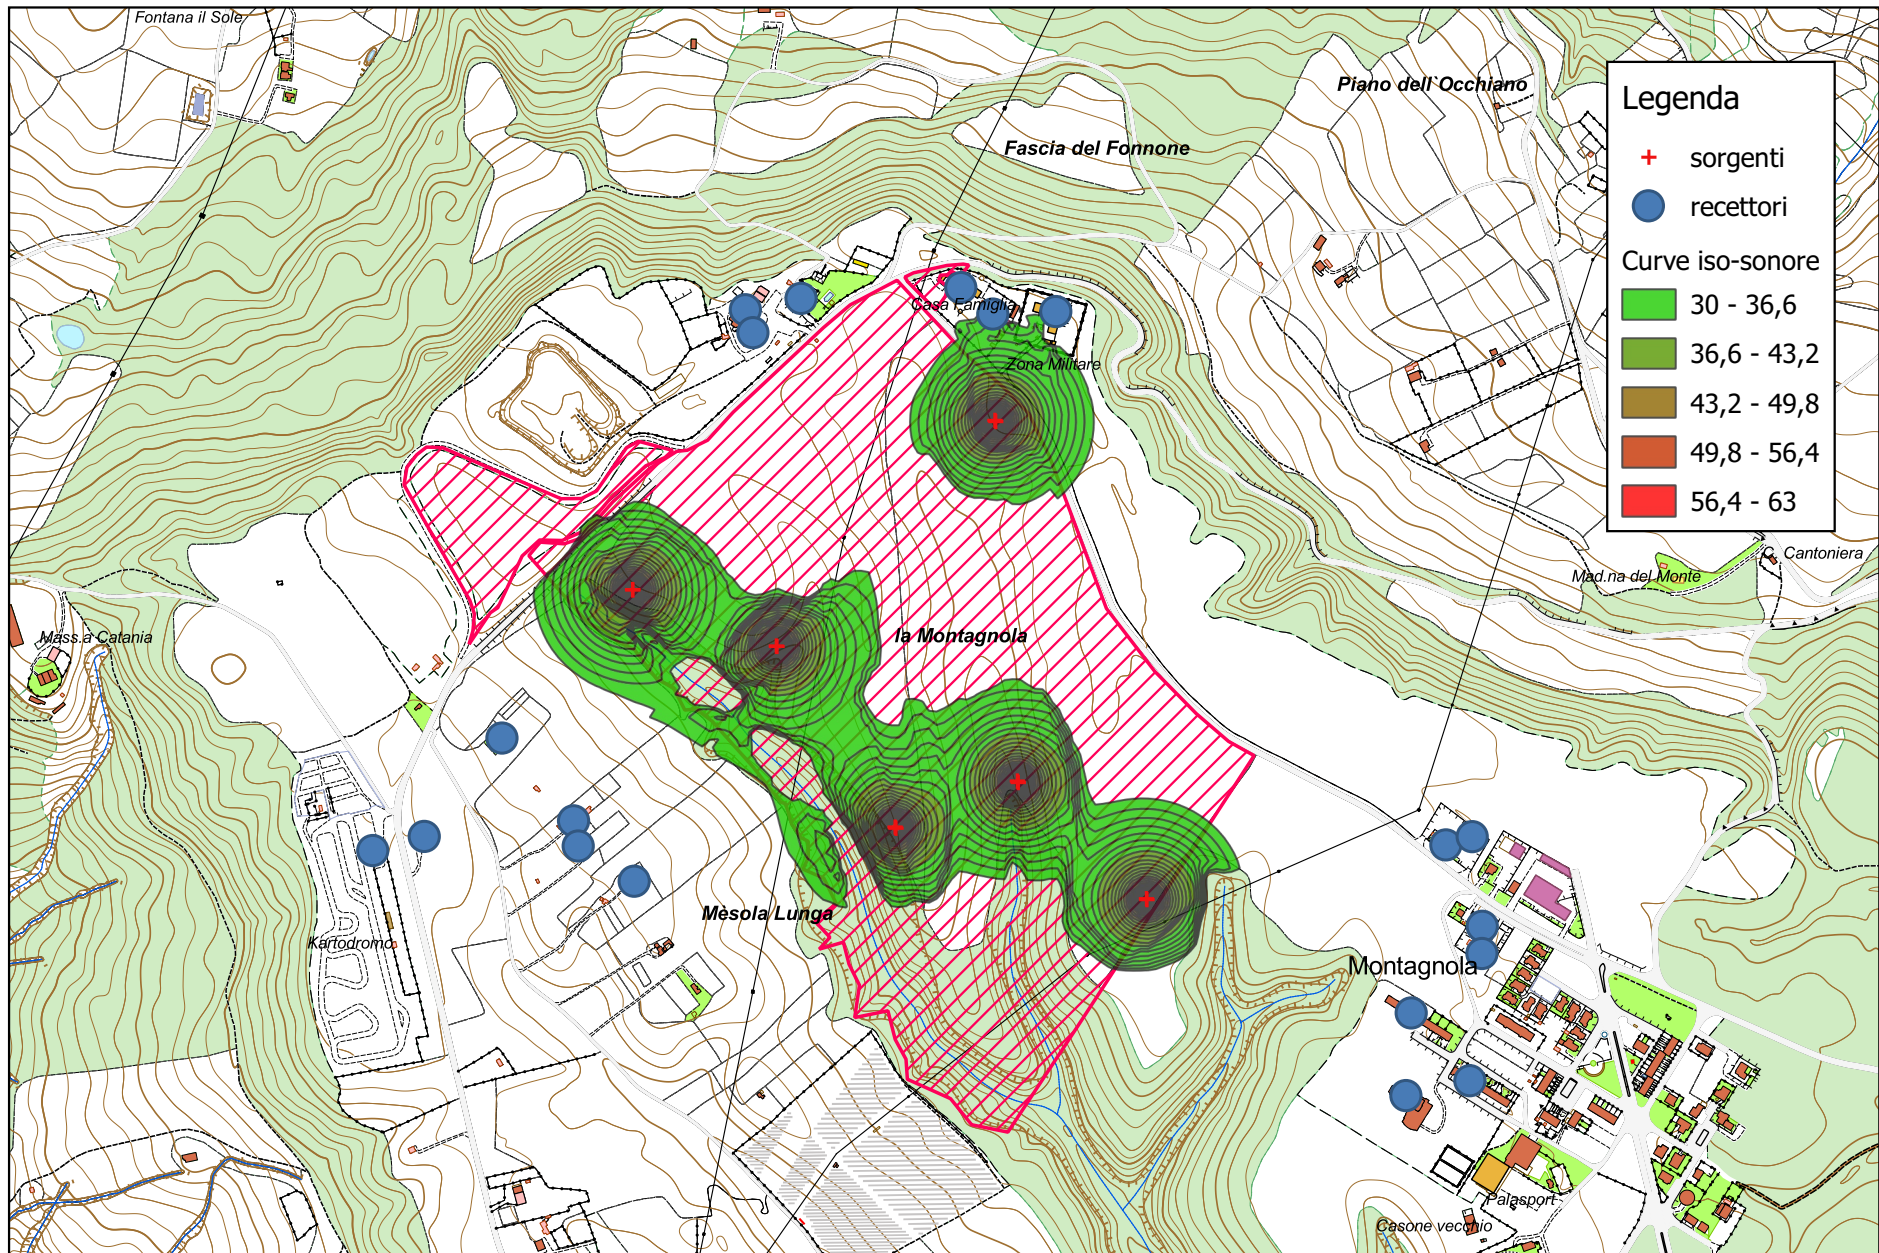 Fontana il Sole
Piano dell`Occhiano
Fascia del Fonnone
Legenda
sorgenti
recettori
Curve iso-sonore
30 - 36,6
36,6 - 43,2
43,2 - 49,8
49,8 - 56,4
56,4 - 63
Casa Famiglia
Zona Militare
C. Cantoniera
Mad.na del Monte
Mass.a Catania
la Montagnola
Mèsola Lunga
Kartodromo
Montagnola
Palasport
Casone vecchio